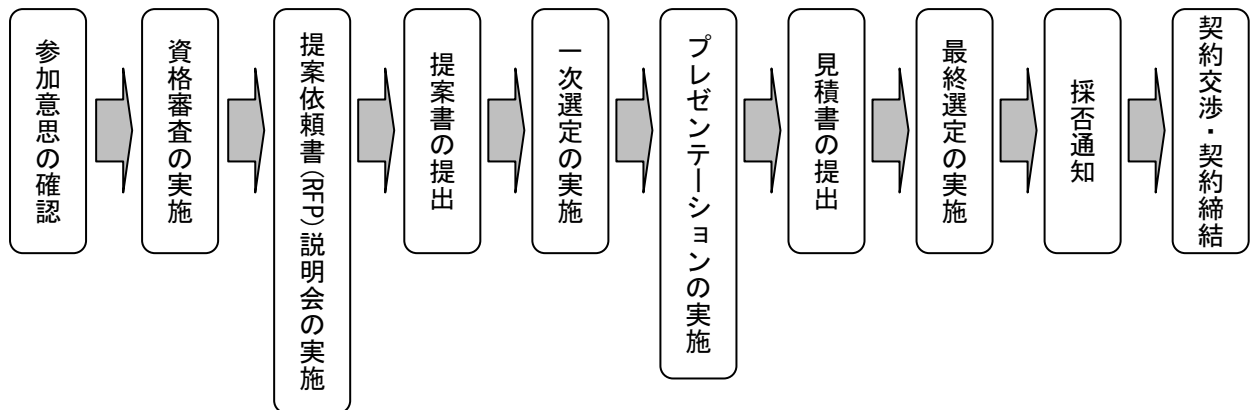 参加意思の確認
資格審査の実施
提案依頼書(RFP)説明会の実施
提案書の提出
一次選定の実施
プレゼンテーションの実施
見積書の提出
最終選定の実施
採否通知
契約交渉・契約締結